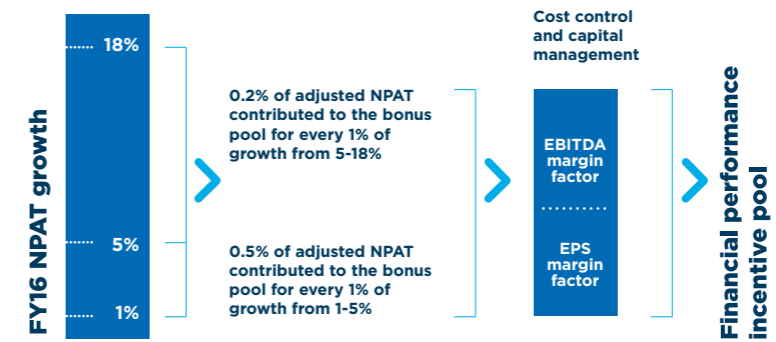 FY16 NPAT growth
18%
5%
1%
0.2% of adjusted NPAT
contributed to the bonus
pool for every 1% of
growth from 5-18%
0.5% of adjusted NPAT
contributed to the bonus
pool for every 1% of
growth from 1-5%
Cost control
and capital
management
EBITDA
margin
factor
EPS
margin
factor
Financial performance
incentive pool